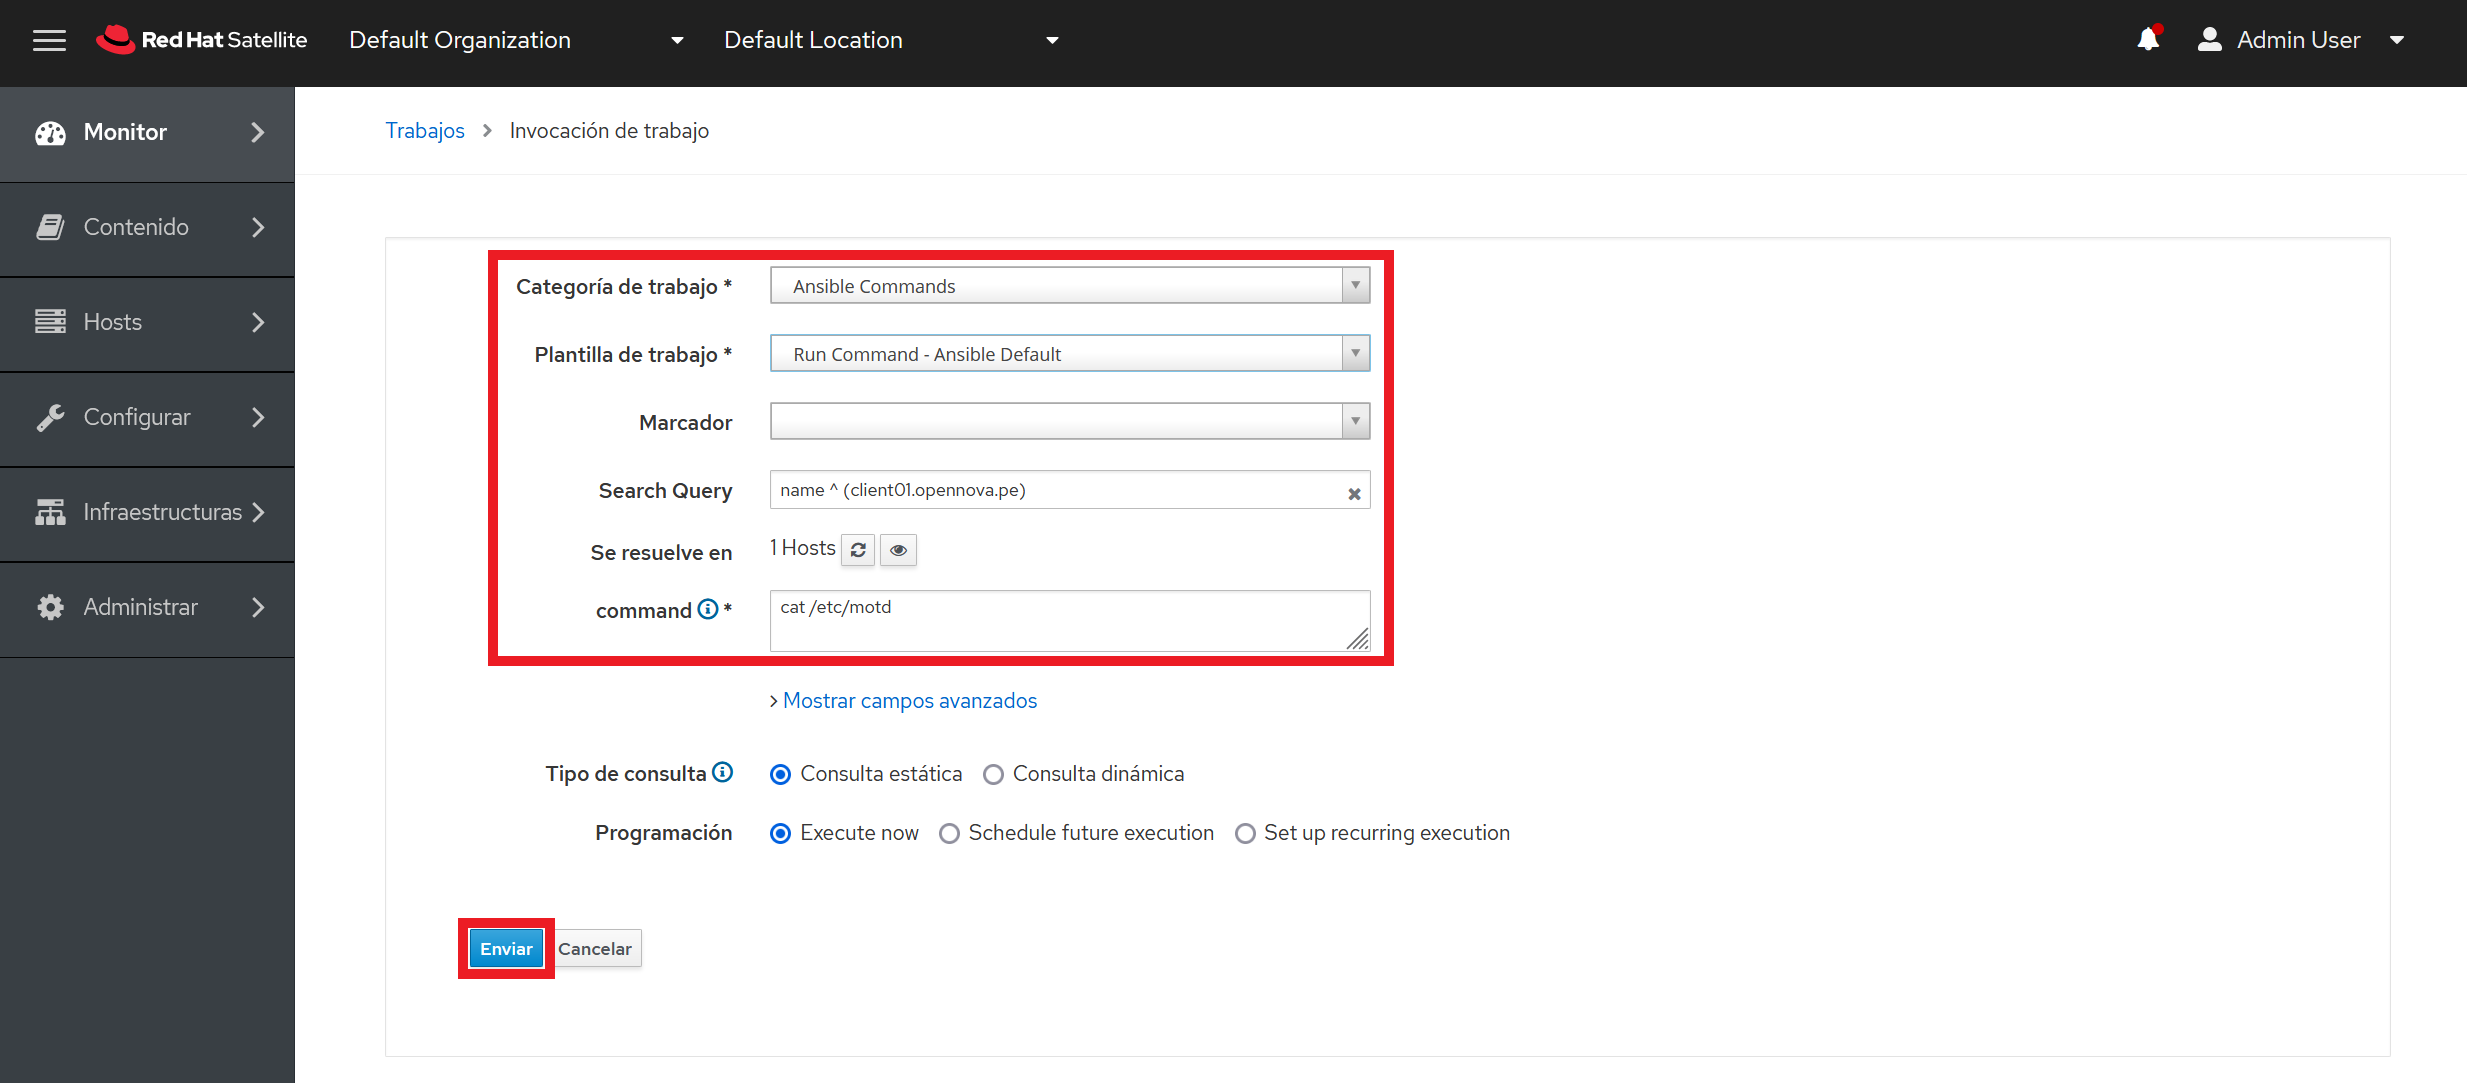 Red Hat Satellite Default Organization Default Location Admin User
Monitor
Contenido
Hosts
Configurar
Infraestructuras
Administrar
Trabajos > Invocación de trabajo
Categoría de trabajo * Ansible Commands
Plantilla de trabajo * Run Command - Ansible Default
Marcador
Search Query name ^ (client01.opennova.pe)
Se resuelve en 1 Hosts
command * cat /etc/motd
Mostrar campos avanzados
Tipo de consulta Consulta estática Consulta dinámica
Programación Execute now Schedule future execution Set up recurring execution
Enviar Cancelar